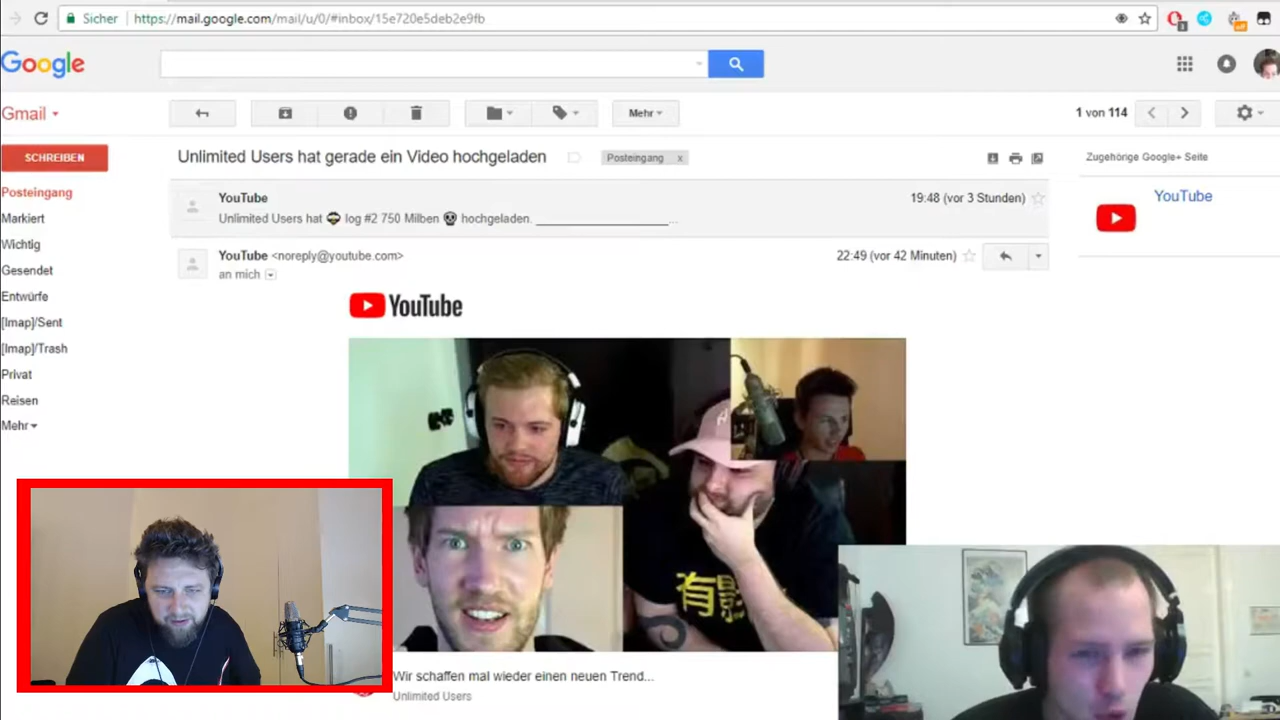 Sicher https://mail.google.com/mail/u/0/#inbox/15e720e5deb2e9fb
Google
Gmail
Mehr
1 von 114
SCHREIBEN
Unlimited Users hat gerade ein Video hochgeladen
Posteingang x
Zugehörige Google+ Seite
Posteingang
YouTube
19:48 (vor 3 Stunden)
YouTube
Markiert
Unlimited Users hat 😎 log #2 750 Milben 💀 hochgeladen. ____________________...
Wichtig
YouTube <noreply@youtube.com>
22:49 (vor 42 Minuten)
Gesendet
an mich
Entwürfe
YouTube
[Imap]/Sent
[Imap]/Trash
Privat
Reisen
Mehr
有影
Wir schaffen mal wieder einen neuen Trend...
Unlimited Users